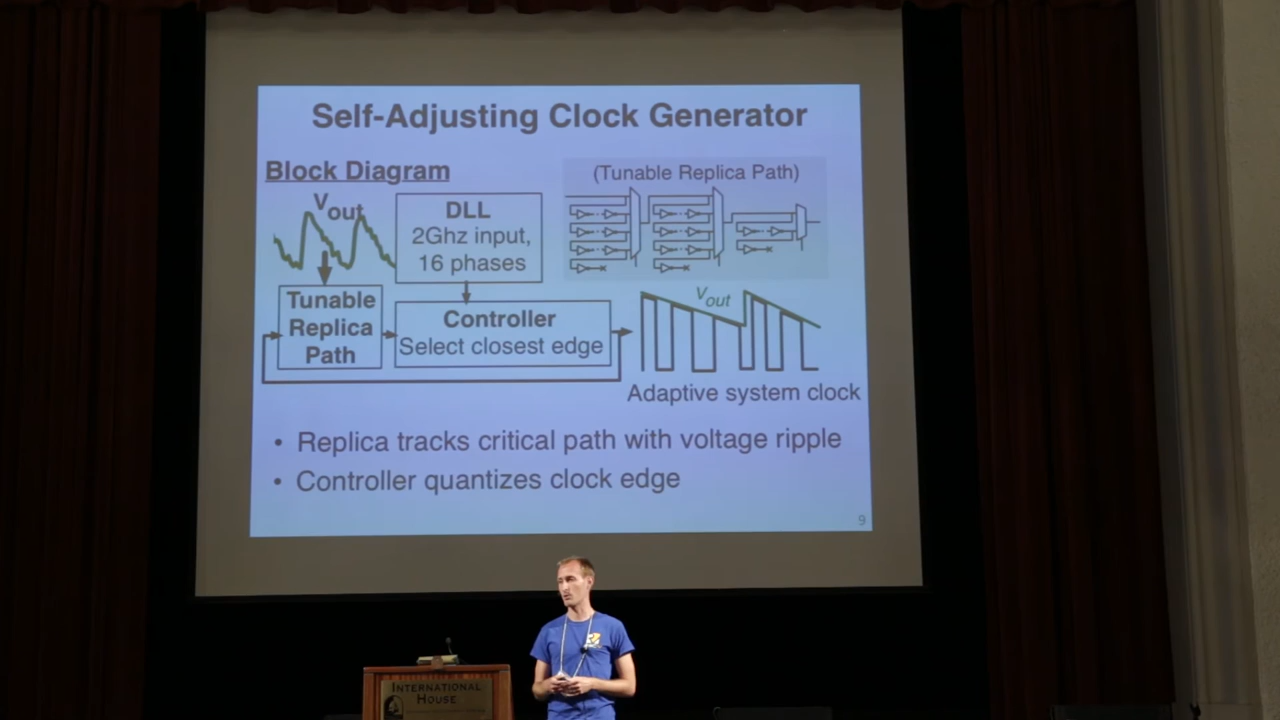 Self-Adjusting Clock Generator
Block Diagram
Vout
DLL
2Ghz input,
16 phases
(Tunable Replica Path)
Tunable
Replica
Path
Controller
Select closest edge
Vout
Adaptive system clock
• Replica tracks critical path with voltage ripple
• Controller quantizes clock edge
9
INTERNATIONAL
HOUSE